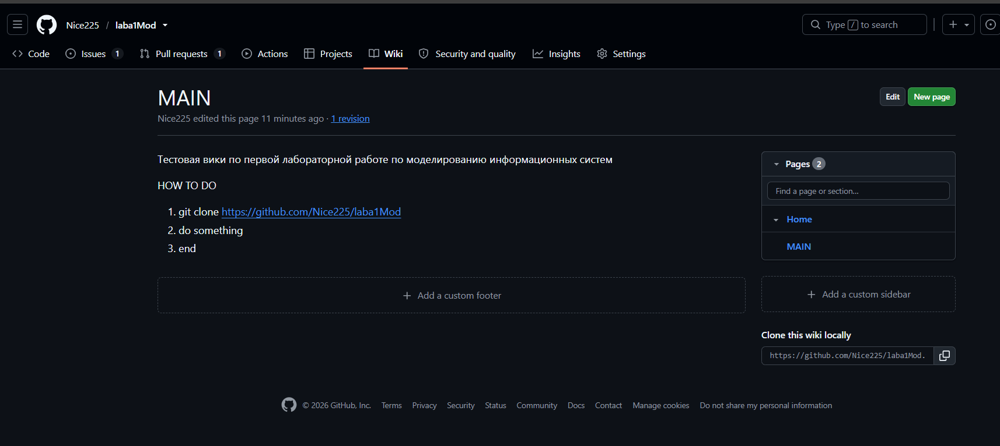 Nice225 / laba1Mod
Type / to search
Code
Issues 1
Pull requests 1
Actions
Projects
Wiki
Security and quality
Insights
Settings
MAIN
Edit
New page
Nice225 edited this page 11 minutes ago · 1 revision
Тестовая вики по первой лабораторной работе по моделированию информационных систем
HOW TO DO
1. git clone https://github.com/Nice225/laba1Mod
2. do something
3. end
Add a custom footer
Pages 2
Find a page or section...
Home
MAIN
Add a custom sidebar
Clone this wiki locally
https://github.com/Nice225/laba1Mod.
© 2026 GitHub, Inc. Terms Privacy Security Status Community Docs Contact Manage cookies Do not share my personal information